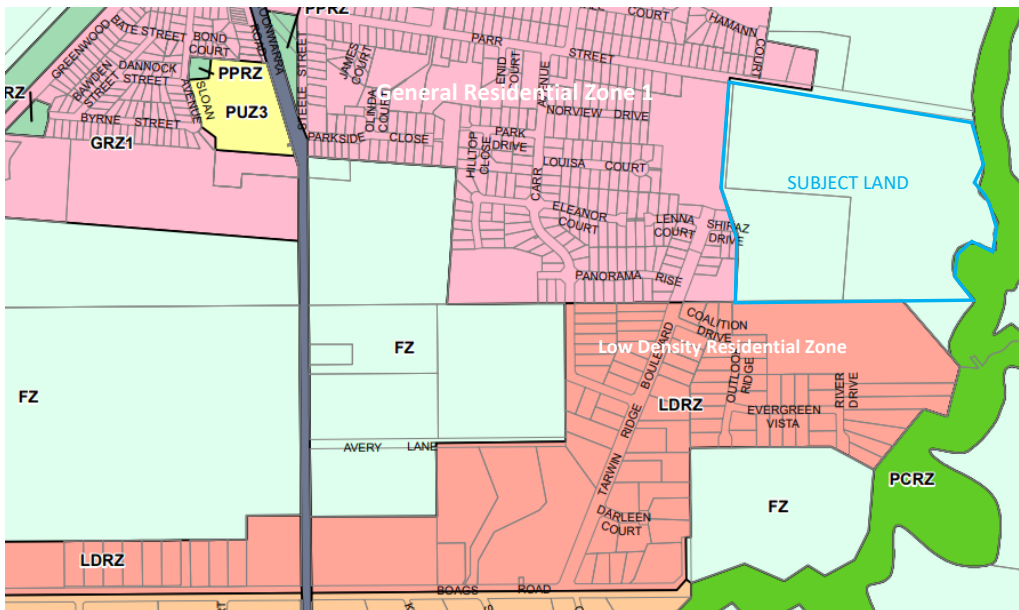 PPRZ
COURT
HAMANN
COURT
GREENWOOD
BATE STREET
BOND
COURT
ROAD
PARR
STREET
DANNOCK
STREET
BAWDEN
STREET
PPRZ
SLOAN
AVENUE
PUZ3
STEELE STREET
JAMES
COURT
OLINDA
COURT
ENID
COURT
AVENUE
General Residential Zone 1
NORVIEW DRIVE
RZ
BYRNE STREET
GRZ1
PARKSIDE CLOSE
PARK
DRIVE
HILLTOP
CLOSE
CARR
LOUISA COURT
SUBJECT LAND
ELEANOR
COURT
LENNA
COURT
SHIRAZ
DRIVE
PANORAMA RISE
COALITION
DRIVE
Low Density Residential Zone
FZ
FZ
OUTLOOK
RIDGE
RIVER
DRIVE
LDRZ
EVERGREEN
VISTA
TARWIN RIDGE BOULEVARD
AVERY LANE
PCRZ
FZ
DARLEEN
COURT
LDRZ
BOAGS ROAD